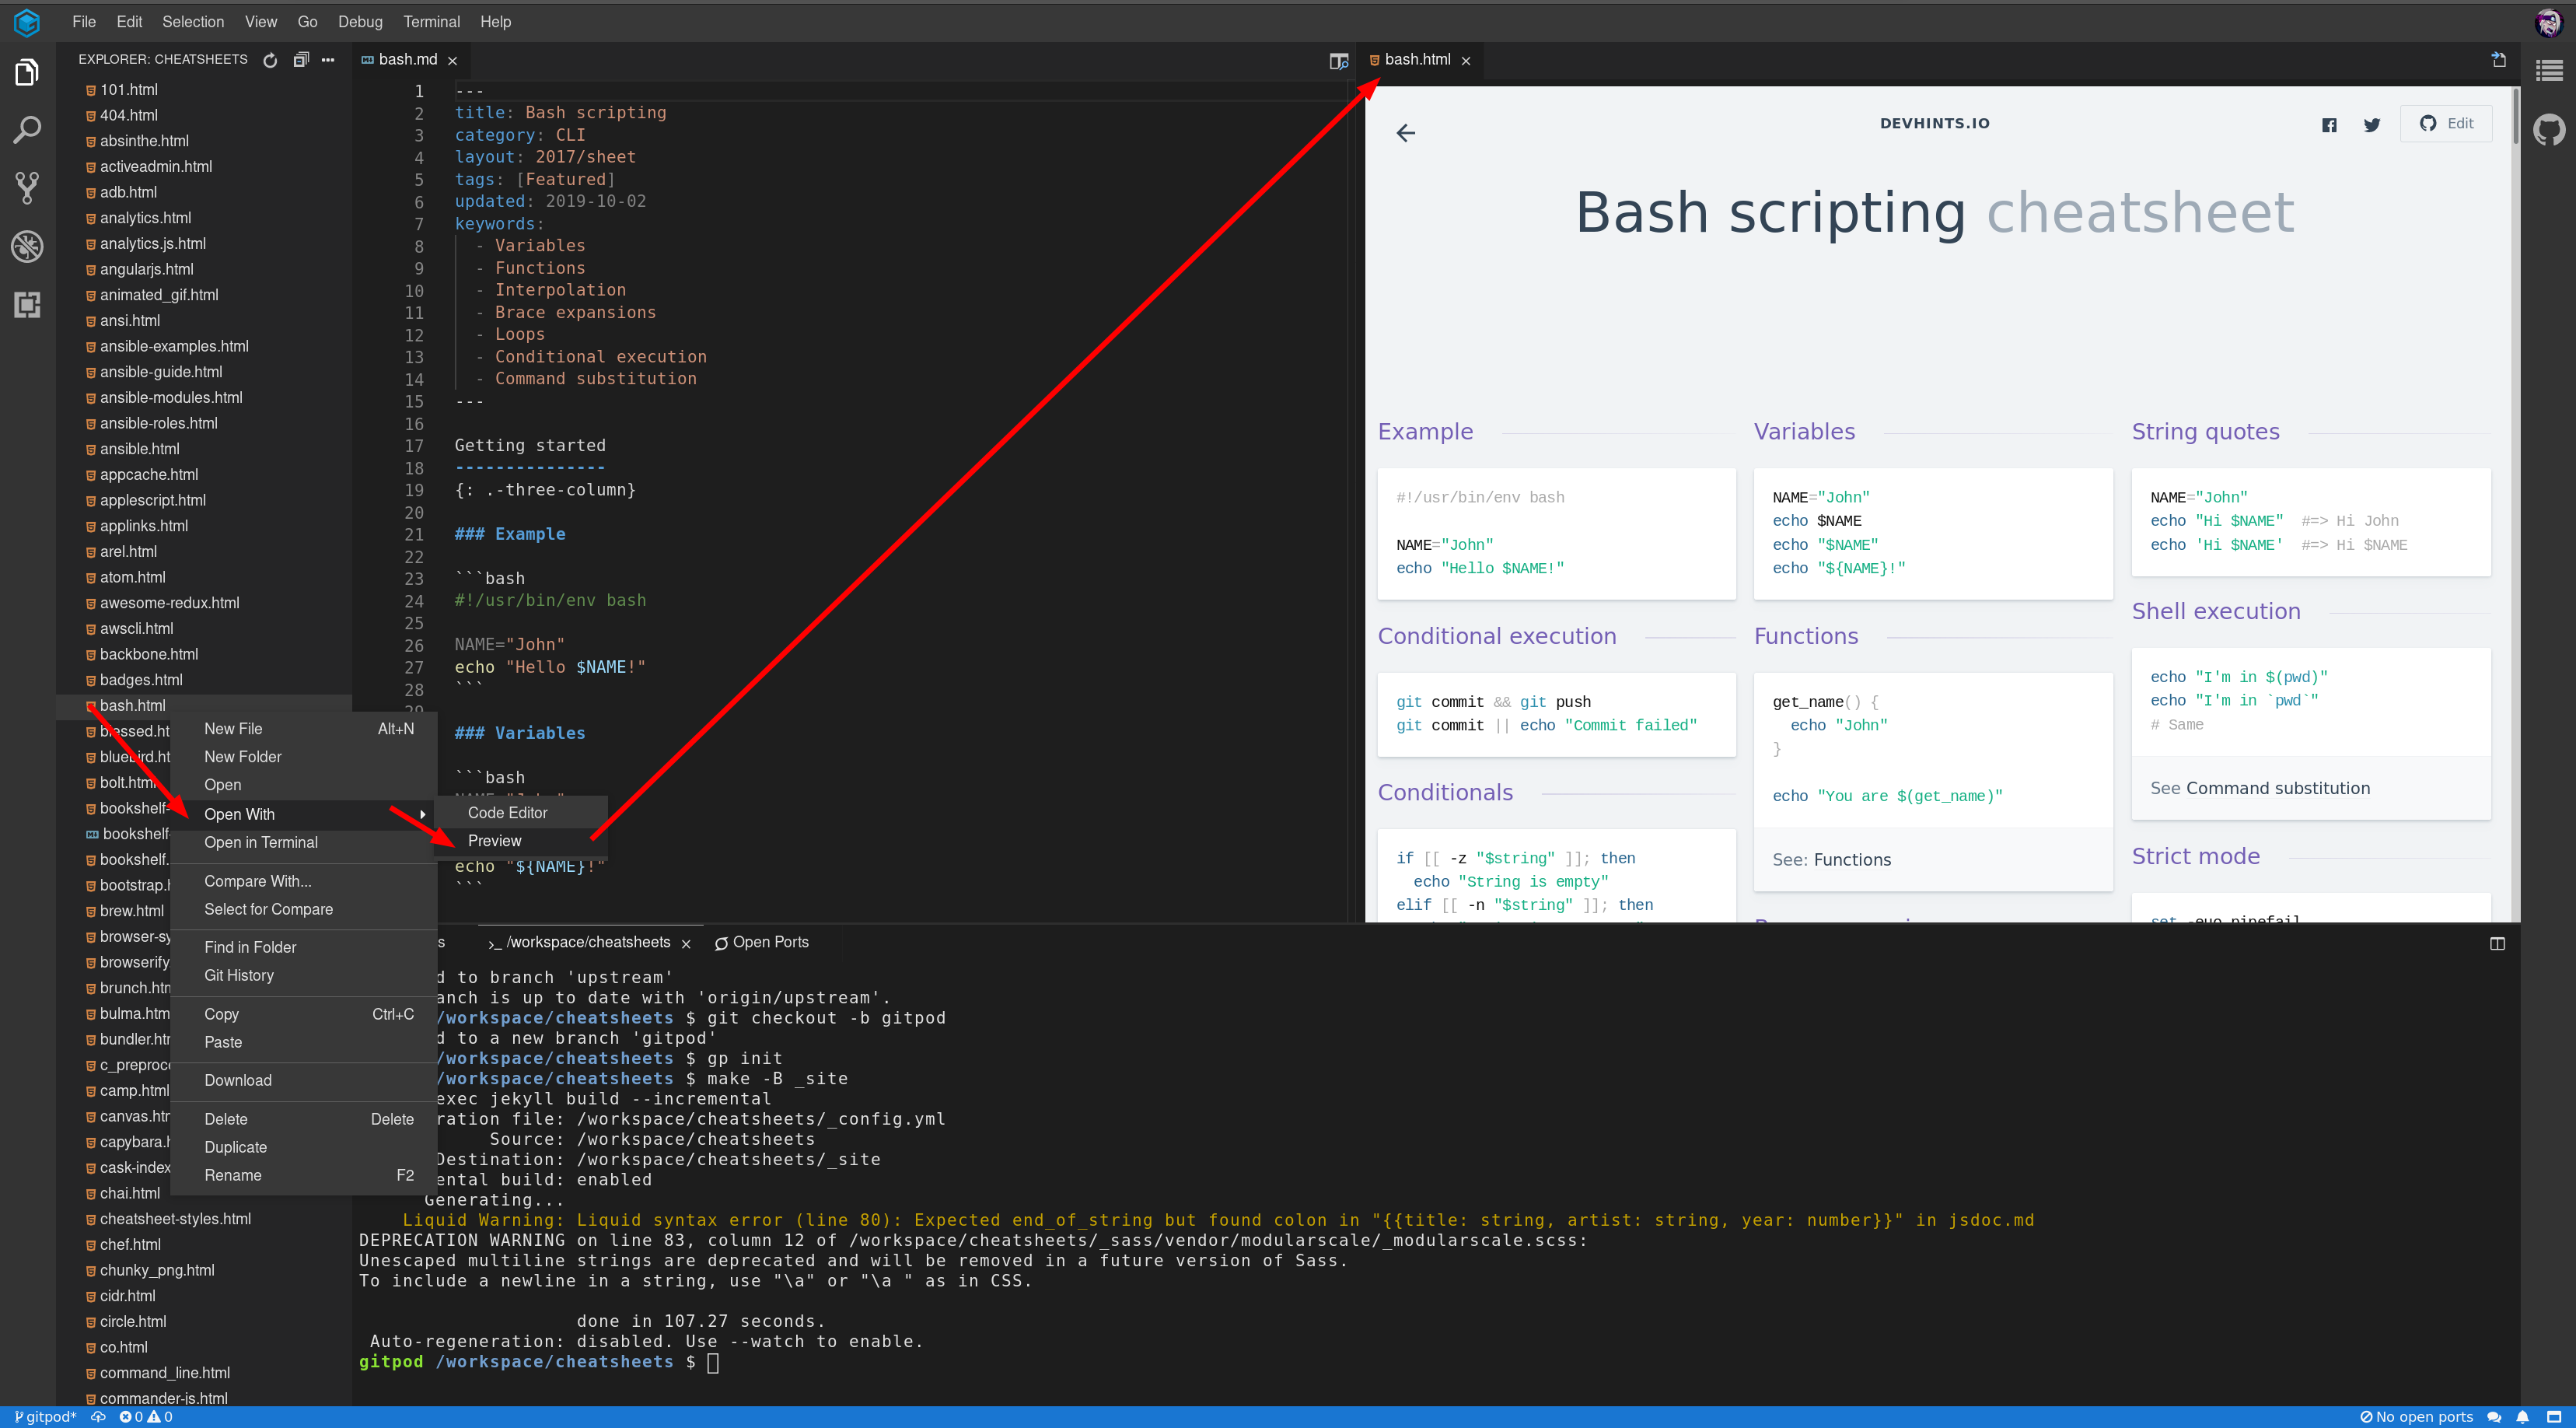 File Edit Selection View Go Debug Terminal Help
EXPLORER: CHEATSHEETS
101.html
404.html
absinthe.html
activeadmin.html
adb.html
analytics.html
analytics.js.html
angularjs.html
animated_gif.html
ansi.html
ansible-examples.html
ansible-guide.html
ansible-modules.html
ansible-roles.html
ansible.html
appcache.html
applescript.html
applinks.html
arel.html
atom.html
awesome-redux.html
awscli.html
backbone.html
badges.html
bash.html
blessed.ht
bluebird.ht
bolt.html
bookshelf-
bookshelf-
bookshelf.
bootstrap.h
brew.html
browser-sy
browserify.
brunch.htm
bulma.htm
bundler.htm
c_preproce
camp.html
canvas.htm
capybara.h
cask-index
chai.html
cheatsheet-styles.html
chef.html
chunky_png.html
cidr.html
circle.html
co.html
command_line.html
commander-js.html
New File Alt+N
New Folder
Open
Open With
Open in Terminal
Compare With...
Select for Compare
Find in Folder
Git History
Copy Ctrl+C
Paste
Download
Delete Delete
Duplicate
Rename F2
Code Editor
Preview
bash.md
1 ---
2 title: Bash scripting
3 category: CLI
4 layout: 2017/sheet
5 tags: [Featured]
6 updated: 2019-10-02
7 keywords:
8 - Variables
9 - Functions
10 - Interpolation
11 - Brace expansions
12 - Loops
13 - Conditional execution
14 - Command substitution
15 ---
16
17 Getting started
18 ---------------
19 {: .-three-column}
20
21 ### Example
22
23 ```bash
24 #!/usr/bin/env bash
25
26 NAME="John"
27 echo "Hello $NAME!"
28 ```
29
### Variables
```bash
echo "${NAME}!"
```
bash.html
DEVHINTS.IO
Edit
Bash scripting cheatsheet
Example
#!/usr/bin/env bash
NAME="John"
echo "Hello $NAME!"
Conditional execution
git commit && git push
git commit || echo "Commit failed"
Conditionals
if [[ -z "$string" ]]; then
echo "String is empty"
elif [[ -n "$string" ]]; then
Variables
NAME="John"
echo $NAME
echo "$NAME"
echo "${NAME}!"
Functions
get_name() {
echo "John"
}
echo "You are $(get_name)"
See: Functions
String quotes
NAME="John"
echo "Hi $NAME" #=> Hi John
echo 'Hi $NAME' #=> Hi $NAME
Shell execution
echo "I'm in $(pwd)"
echo "I'm in `pwd`"
# Same
See Command substitution
Strict mode
set -euo pipefail
s >_ /workspace/cheatsheets Open Ports
d to branch 'upstream'
anch is up to date with 'origin/upstream'.
/workspace/cheatsheets $ git checkout -b gitpod
d to a new branch 'gitpod'
/workspace/cheatsheets $ gp init
/workspace/cheatsheets $ make -B _site
exec jekyll build --incremental
ration file: /workspace/cheatsheets/_config.yml
Source: /workspace/cheatsheets
Destination: /workspace/cheatsheets/_site
ental build: enabled
Generating...
Liquid Warning: Liquid syntax error (line 80): Expected end_of_string but found colon in "{{title: string, artist: string, year: number}}" in jsdoc.md
DEPRECATION WARNING on line 83, column 12 of /workspace/cheatsheets/_sass/vendor/modularscale/_modularscale.scss:
Unescaped multiline strings are deprecated and will be removed in a future version of Sass.
To include a newline in a string, use "\a" or "\a " as in CSS.
done in 107.27 seconds.
Auto-regeneration: disabled. Use --watch to enable.
gitpod /workspace/cheatsheets $
gitpod* 0 0 No open ports